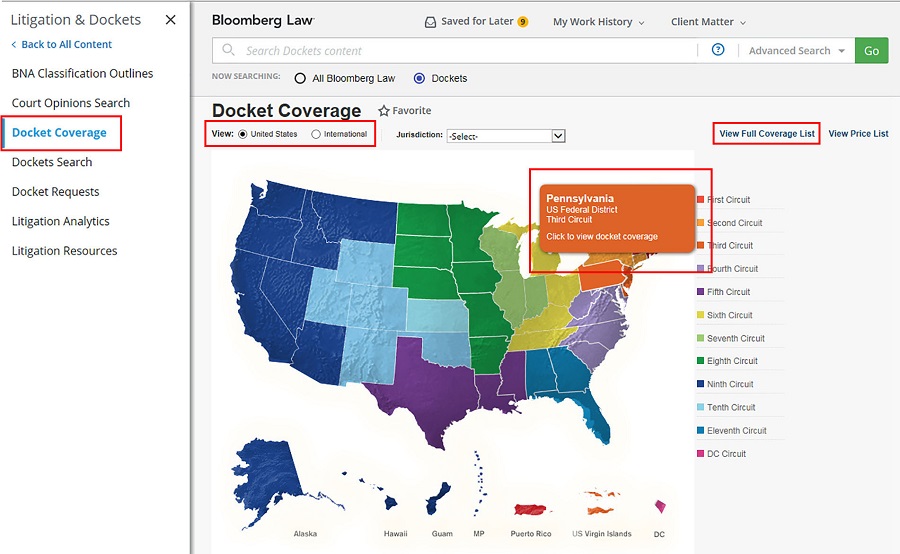 Litigation & Dockets
Back to All Content
BNA Classification Outlines
Court Opinions Search
Docket Coverage
Dockets Search
Docket Requests
Litigation Analytics
Litigation Resources
Bloomberg Law
Saved for Later 9 My Work History Client Matter
Search Dockets content ? Advanced Search Go
NOW SEARCHING: All Bloomberg Law Dockets
Docket Coverage Favorite
View: United States International Jurisdiction: -Select- View Full Coverage List View Price List
Pennsylvania
US Federal District
Third Circuit
Click to view docket coverage
First Circuit
Second Circuit
Third Circuit
Fourth Circuit
Fifth Circuit
Sixth Circuit
Seventh Circuit
Eighth Circuit
Ninth Circuit
Tenth Circuit
Eleventh Circuit
DC Circuit
Alaska Hawaii Guam MP Puerto Rico US Virgin Islands DC